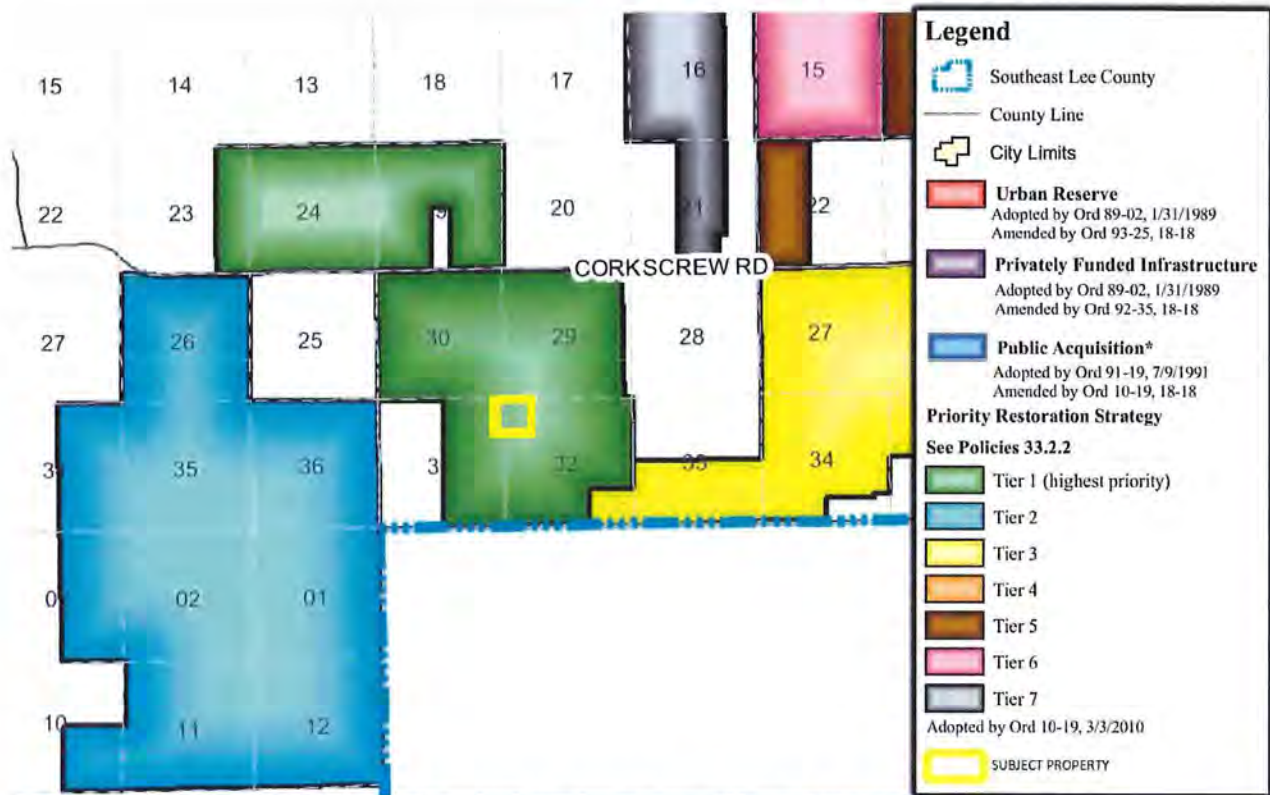 15 14 13 18 17 16 15
22 23 24 9 20 21 22
CORKSCREW RD
27 26 25 30 29 28 27
3 35 36 3 32 33 34
0 02 01
10 11 12
Legend
Southeast Lee County
County Line
City Limits
Urban Reserve
Adopted by Ord 89-02, 1/31/1989
Amended by Ord 93-25, 18-18
Privately Funded Infrastructure
Adopted by Ord 89-02, 1/31/1989
Amended by Ord 92-35, 18-18
Public Acquisition*
Adopted by Ord 91-19, 7/9/1991
Amended by Ord 10-19, 18-18
Priority Restoration Strategy
See Policies 33.2.2
Tier 1 (highest priority)
Tier 2
Tier 3
Tier 4
Tier 5
Tier 6
Tier 7
Adopted by Ord 10-19, 3/3/2010
SUBJECT PROPERTY